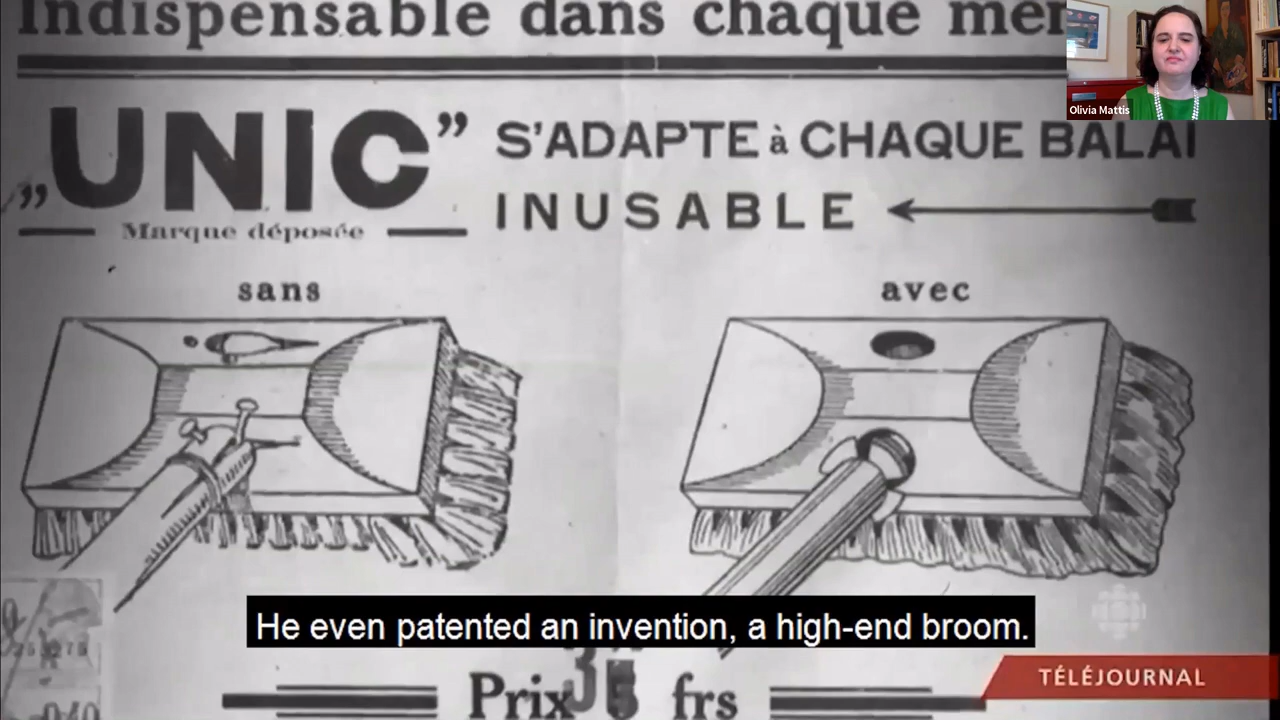 Indispensable dans chaque
Olivia Mattis
„UNIC”
Marque déposée
S'ADAPTE à CHAQUE BALAI
INUSABLE
sans
avec
He even patented an invention, a high-end broom.
TÉLÉJOURNAL
Prix frs